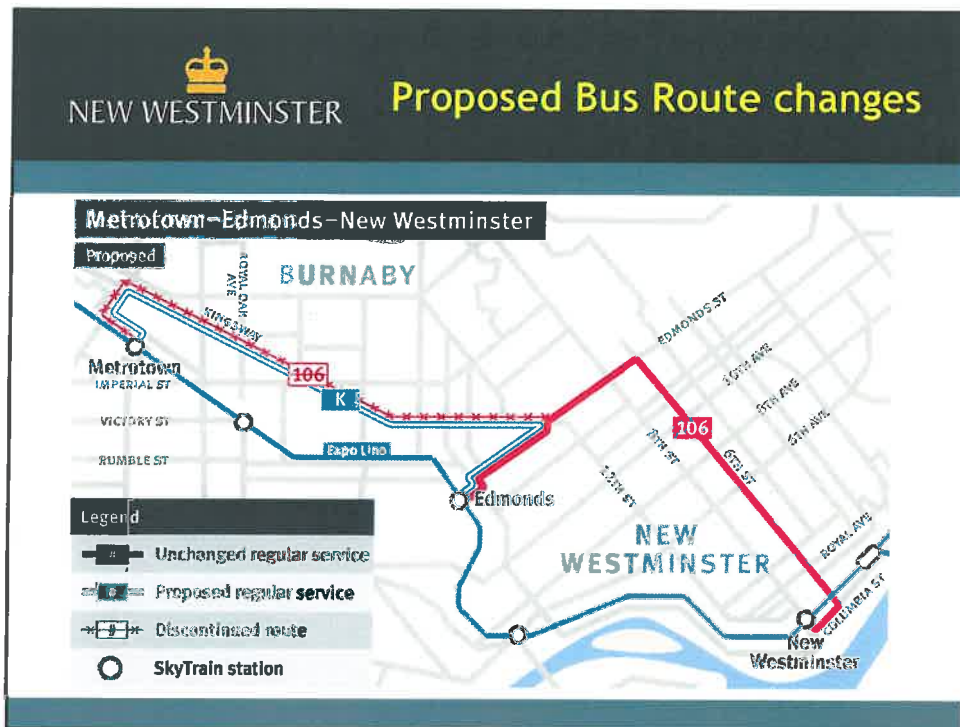 NEW WESTMINSTER
Proposed Bus Route changes
Metrotown–Edmonds–New Westminster
Proposed
BURNABY
ROYAL OAK AVE
KINGSWAY
EDMONDS ST
106
K
Metrotown
IMPERIAL ST
VICTORY ST
RUMBLE ST
Expo Line
Edmonds
10TH AVE
8TH AVE
6TH AVE
106
8TH ST
6TH ST
12TH ST
NEW
WESTMINSTER
ROYAL AVE
COLUMBIA ST
New
Westminster
Legend
# Unchanged regular service
# Proposed regular service
# Discontinued route
SkyTrain station